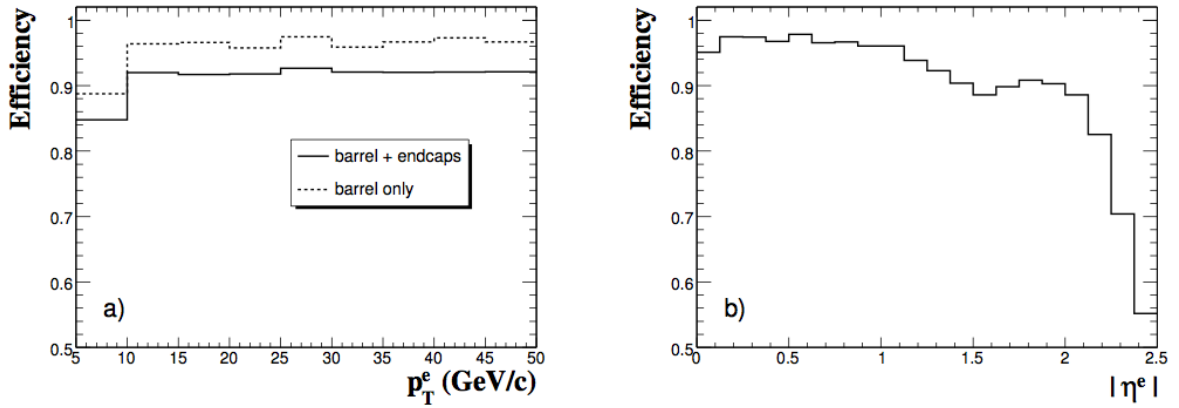 Efficiency
1
0.9
0.8
0.7
0.6
0.5
barrel + endcaps
barrel only
a)
5 10 15 20 25 30 35 40 45 50
p_T^e (GeV/c)
Efficiency
1
0.9
0.8
0.7
0.6
0.5
b)
0 0.5 1 1.5 2 2.5
| η^e |